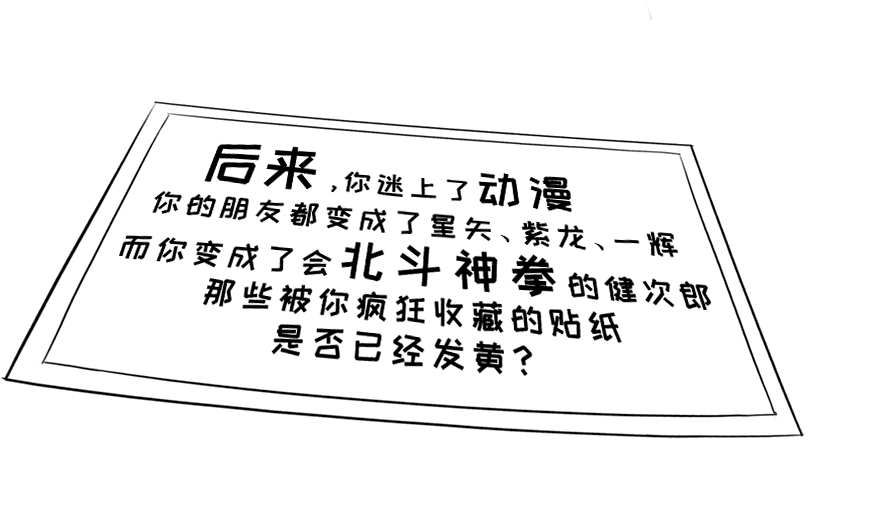 后来,你迷上了动漫
你的朋友都变成了星矢、紫龙、一辉
而你变成了会北斗神拳的健次郎
那些被你疯狂收藏的贴纸
是否已经发黄?